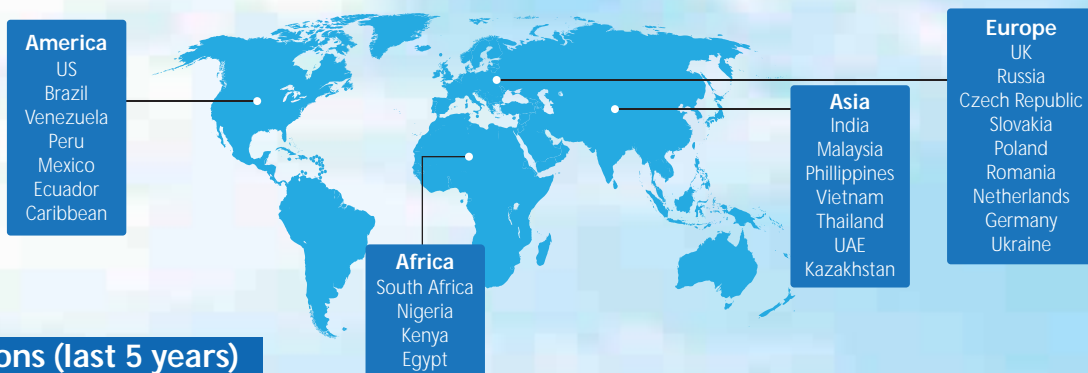 America
US
Brazil
Venezuela
Peru
Mexico
Ecuador
Caribbean
Africa
South Africa
Nigeria
Kenya
Egypt
Asia
India
Malaysia
Phillippines
Vietnam
Thailand
UAE
Kazakhstan
Europe
UK
Russia
Czech Republic
Slovakia
Poland
Romania
Netherlands
Germany
Ukraine
(last 5 years)